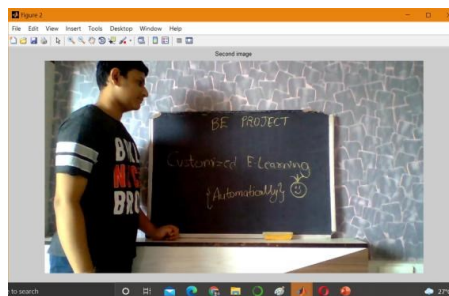 Figure 2
File Edit View Insert Tools Desktop Window Help
Second image
BE PROJECT
Customized E-Learning
{Automatically}
to search
27°